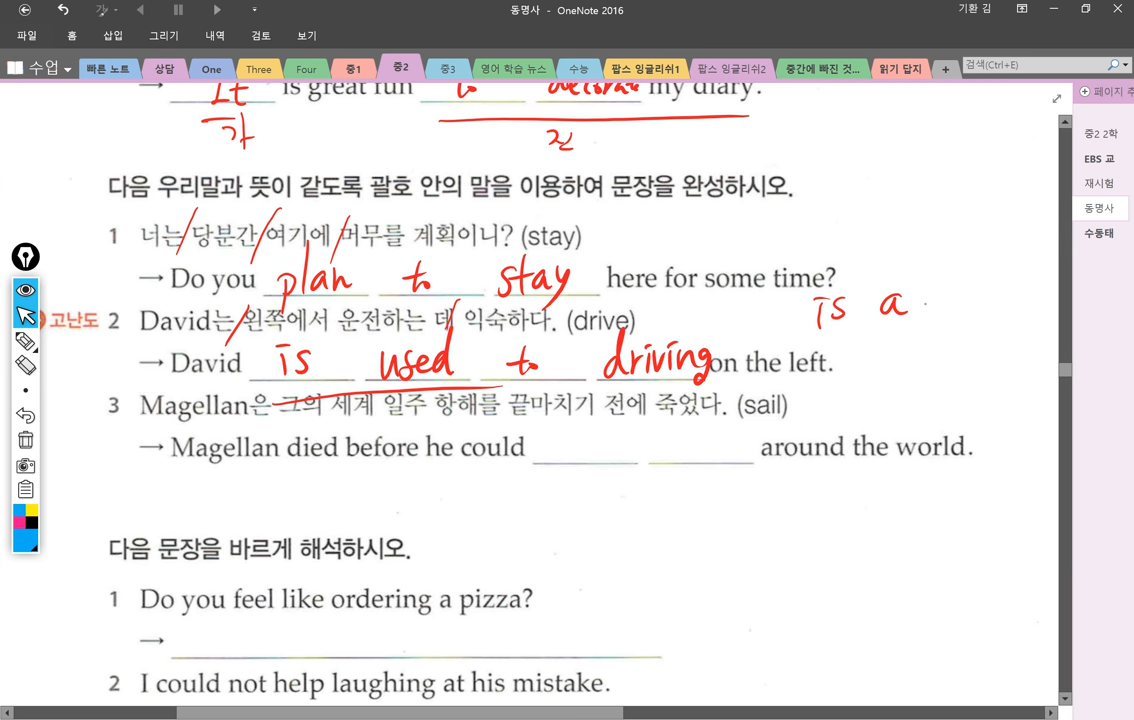 동명사 - OneNote 2016
기환 김
파일 홈 삽입 그리기 내역 검토 보기
수업 빠른 노트 상담 One Three Four 중1 중2 중3 영어 학습 뉴스 수능 팝스 잉글리쉬1 팝스 잉글리쉬2 중간에 빠진 것... 읽기 답지 + 검색(Ctrl+E)
페이지 추
중2 2학
EBS 교
재시험
동명사
수동태
→ It is great fun to decorate my diary.
가 진
다음 우리말과 뜻이 같도록 괄호 안의 말을 이용하여 문장을 완성하시오.
1 너는 당분간 여기에 머무를 계획이니? (stay)
→ Do you plan to stay here for some time?
is a
고난도 2 David는 왼쪽에서 운전하는 데 익숙하다. (drive)
→ David is used to driving on the left.
3 Magellan은 그의 세계 일주 항해를 끝마치기 전에 죽었다. (sail)
→ Magellan died before he could around the world.
다음 문장을 바르게 해석하시오.
1 Do you feel like ordering a pizza?
→
2 I could not help laughing at his mistake.